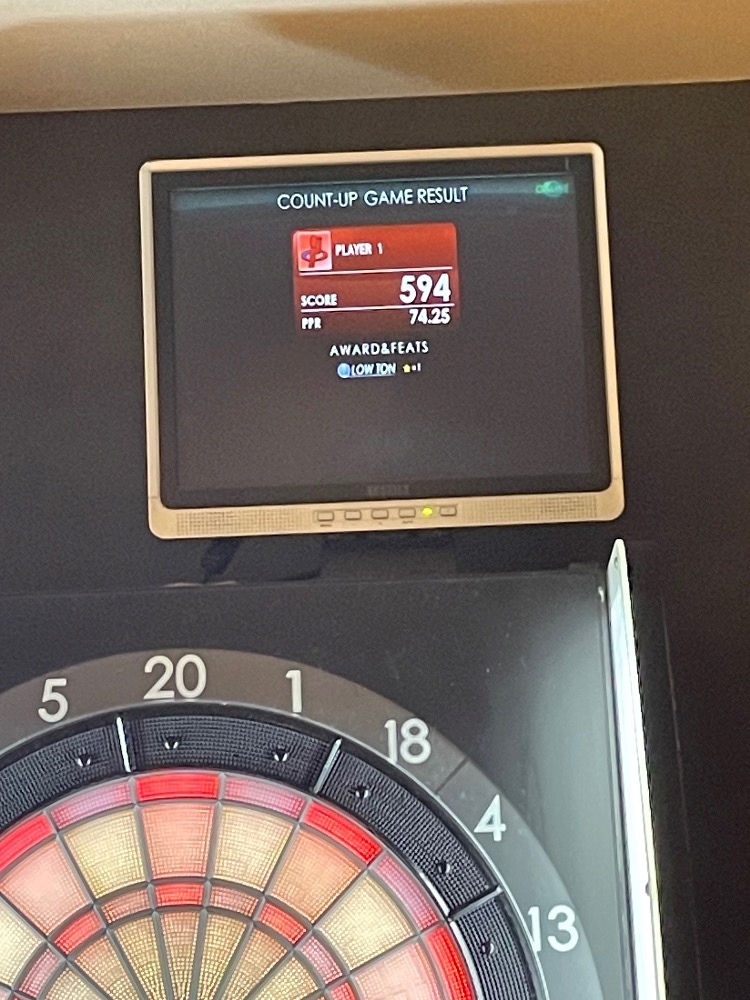 COUNT-UP GAME RESULT
PLAYER 1
SCORE 594
PPR 74.25
AWARD&FEATS
LOW TON
5 20 1 18 4 13